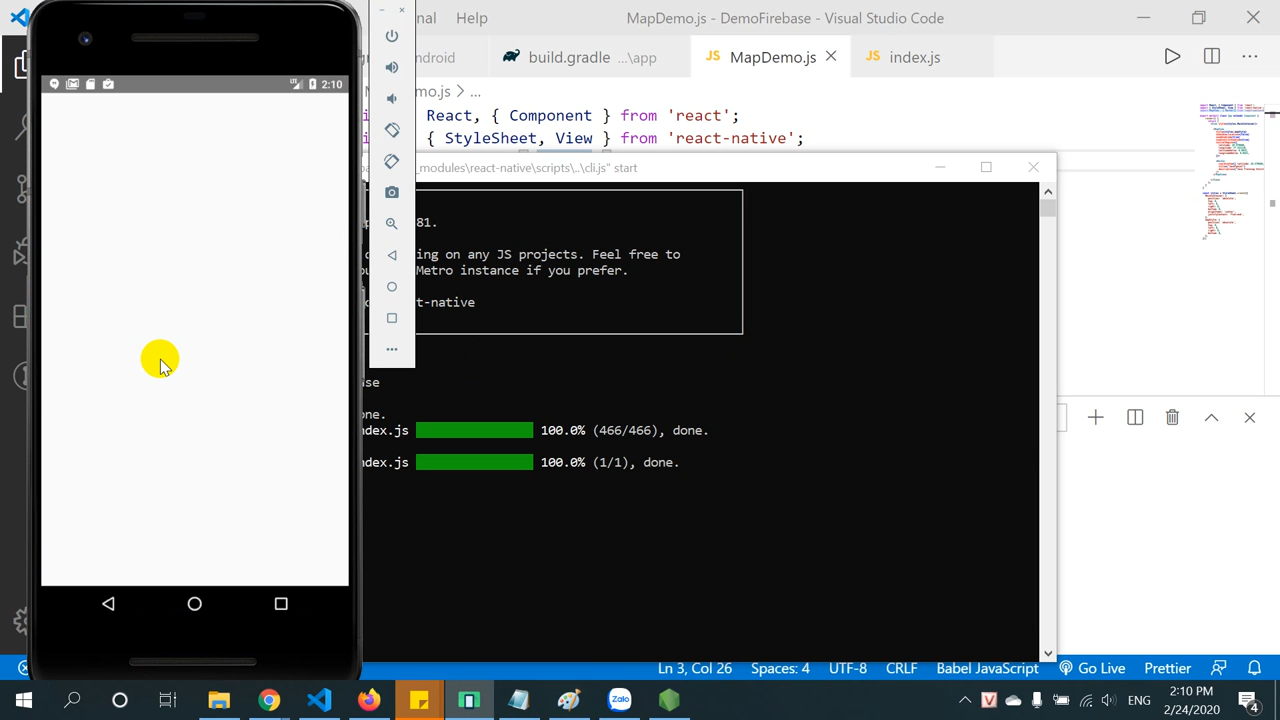 nal Help
MapDemo.js - DemoFirebase - Visual Studio Code
ndroid
build.gradle ...\app
JS MapDemo.js
JS index.js
emo.js > ...
React, { Component } from 'react';
{StyleSheet, View } from 'react-native'
2:10
react-native\cli.js" start
81.
ing on any JS projects. Feel free to
Metro instance if you prefer.
t-native
se
one.
ndex.js 100.0% (466/466), done.
ndex.js 100.0% (1/1), done.
Ln 3, Col 26 Spaces: 4 UTF-8 CRLF Babel JavaScript Go Live Prettier
Zalo
ENG
2:10 PM
2/24/2020
4